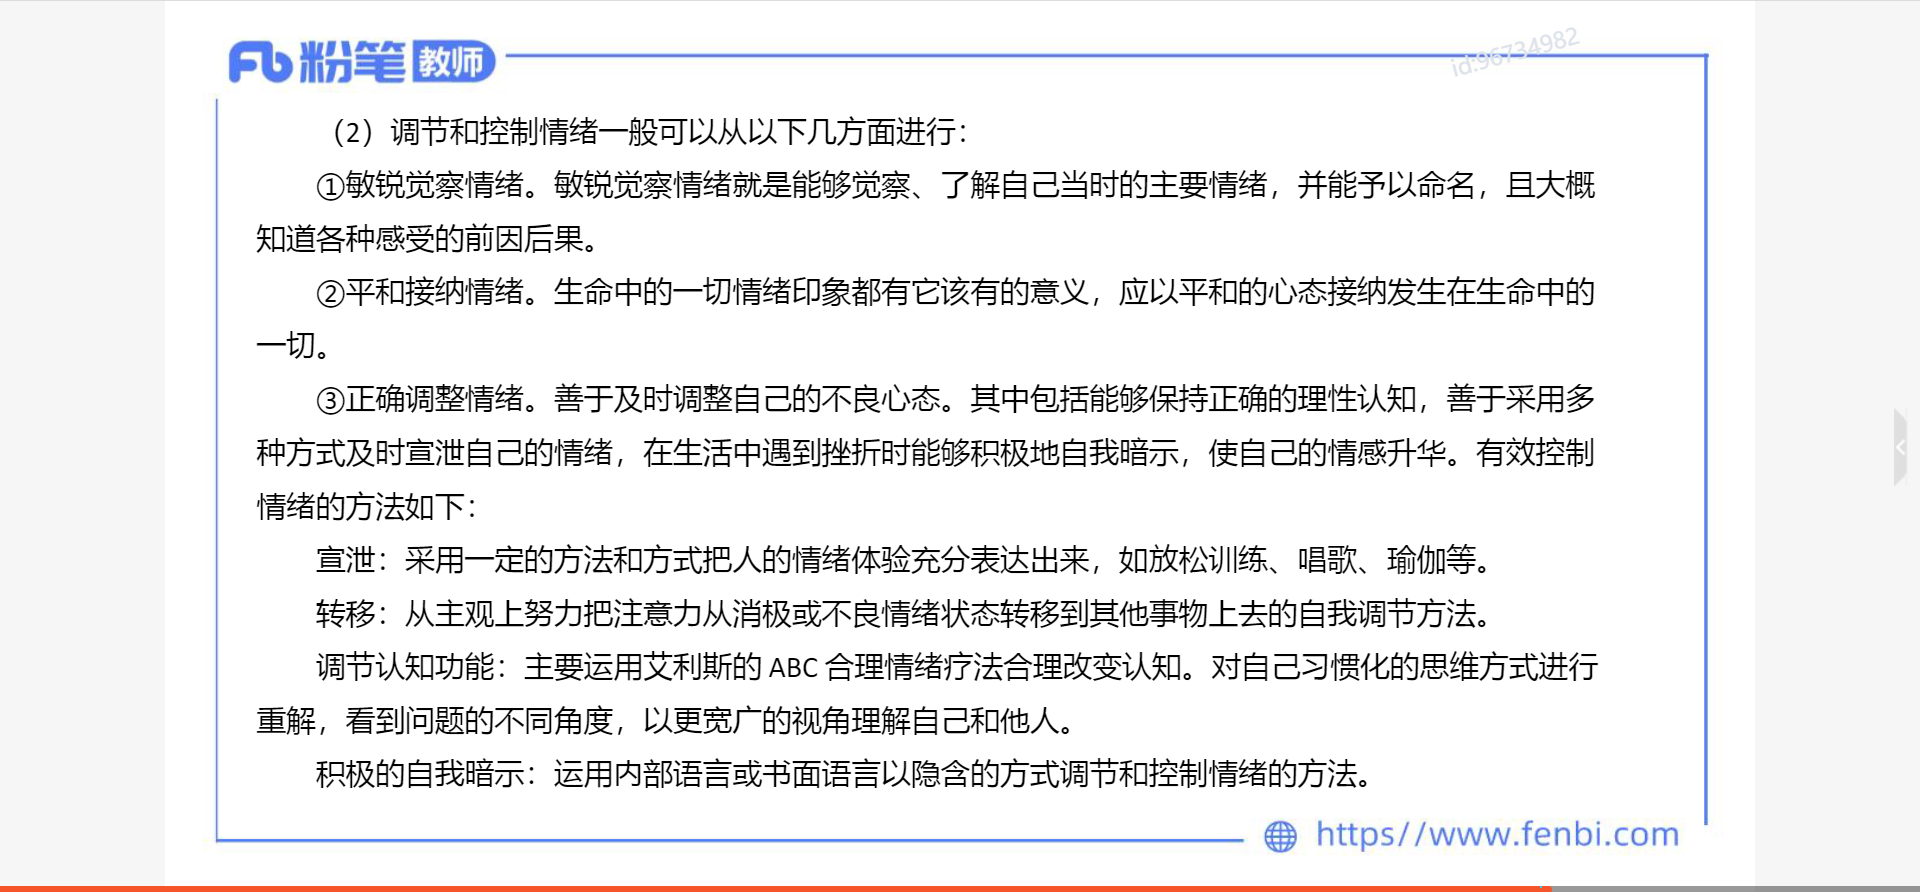 粉笔教师
id:96734982
（2）调节和控制情绪一般可以从以下几方面进行：
①敏锐觉察情绪。敏锐觉察情绪就是能够觉察、了解自己当时的主要情绪，并能予以命名，且大概
知道各种感受的前因后果。
②平和接纳情绪。生命中的一切情绪印象都有它该有的意义，应以平和的心态接纳发生在生命中的
一切。
③正确调整情绪。善于及时调整自己的不良心态。其中包括能够保持正确的理性认知，善于采用多
种方式及时宣泄自己的情绪，在生活中遇到挫折时能够积极地自我暗示，使自己的情感升华。有效控制
情绪的方法如下：
宣泄：采用一定的方法和方式把人的情绪体验充分表达出来，如放松训练、唱歌、瑜伽等。
转移：从主观上努力把注意力从消极或不良情绪状态转移到其他事物上去的自我调节方法。
调节认知功能：主要运用艾利斯的 ABC 合理情绪疗法合理改变认知。对自己习惯化的思维方式进行
重解，看到问题的不同角度，以更宽广的视角理解自己和他人。
积极的自我暗示：运用内部语言或书面语言以隐含的方式调节和控制情绪的方法。
https//www.fenbi.com